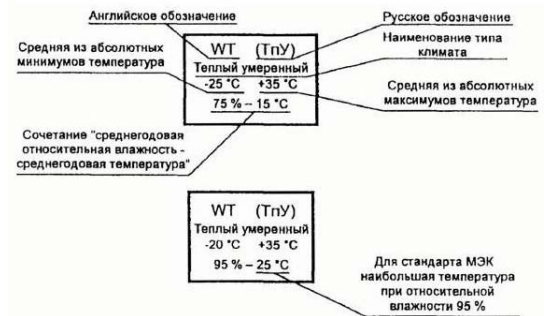 Английское обозначение
Русское обозначение
Средняя из абсолютных
минимумов температура
WT (ТпУ)
Теплый умеренный
-25 °C +35 °C
75 % – 15 °C
Наименование типа
климата
Средняя из абсолютных
максимумов температура
Сочетание "среднегодовая
относительная влажность -
среднегодовая температура"
WT (ТпУ)
Теплый умеренный
-20 °C +35 °C
95 % – 25 °C
Для стандарта МЭК
наибольшая температура
при относительной
влажности 95 %